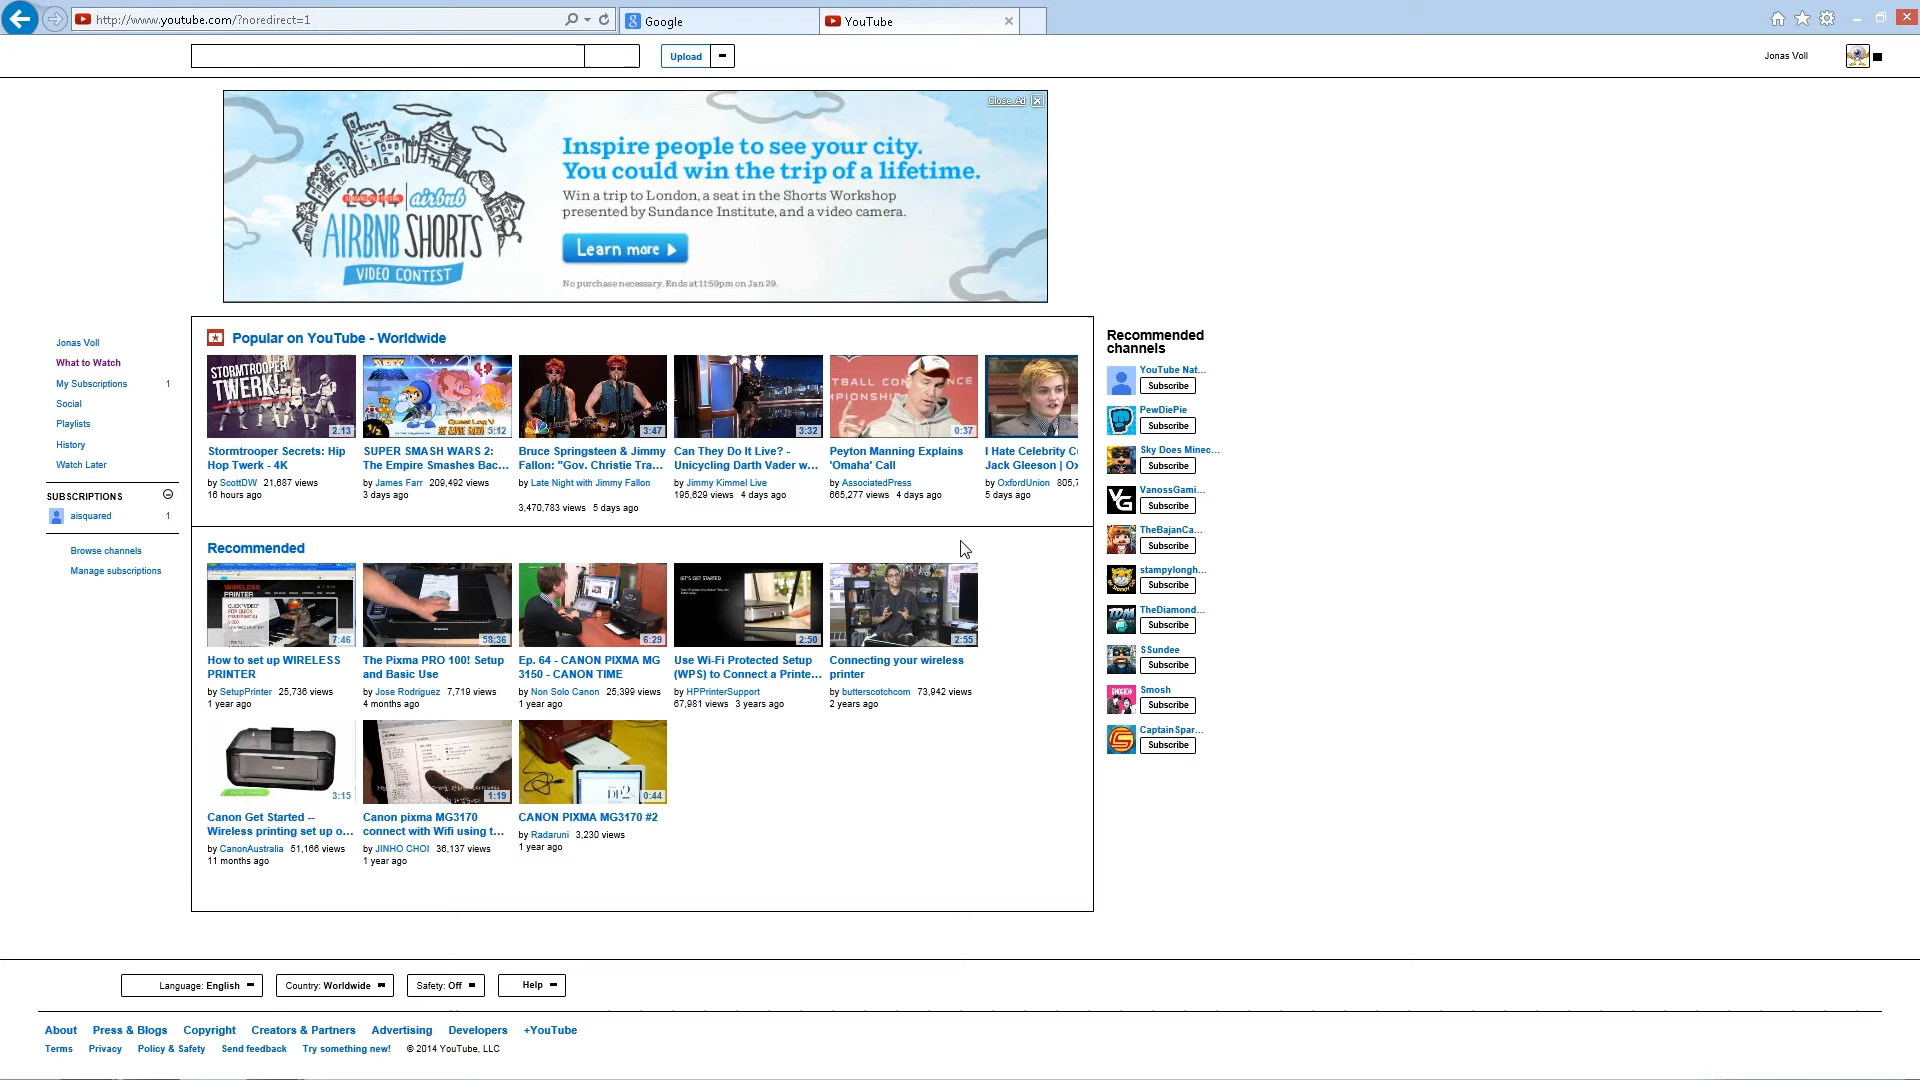 http://www.youtube.com/?noredirect=1
Google
YouTube
Upload
Jonas Voll
Close Ad
2014 airbnb
AIRBNB SHORTS
VIDEO CONTEST
Inspire people to see your city.
You could win the trip of a lifetime.
Win a trip to London, a seat in the Shorts Workshop
presented by Sundance Institute, and a video camera.
Learn more
No purchase necessary. Ends at 11:59pm on Jan 29.
Jonas Voll
What to Watch
My Subscriptions 1
Social
Playlists
History
Watch Later
SUBSCRIPTIONS
aisquared 1
Browse channels
Manage subscriptions
Popular on YouTube - Worldwide
STORMTROOPER
TWERK!
2:13
1/2
5:12
3:47
3:32
0:37
Stormtrooper Secrets: Hip
Hop Twerk - 4K
by ScottDW 21,687 views
16 hours ago
SUPER SMASH WARS 2:
The Empire Smashes Bac...
by James Farr 209,492 views
3 days ago
Bruce Springsteen & Jimmy
Fallon: "Gov. Christie Tra...
by Late Night with Jimmy Fallon
3,470,783 views 5 days ago
Can They Do It Live? -
Unicycling Darth Vader w...
by Jimmy Kimmel Live
195,629 views 4 days ago
Peyton Manning Explains
'Omaha' Call
by AssociatedPress
665,277 views 4 days ago
I Hate Celebrity C
Jack Gleeson | Ox
by OxfordUnion 805,7
5 days ago
Recommended
WIRELESS
PRINTER
7:46
58:36
6:29
LET'S GET STARTED
2:50
2:55
How to set up WIRELESS
PRINTER
by SetupPrinter 25,736 views
1 year ago
The Pixma PRO 100! Setup
and Basic Use
by Jose Rodriguez 7,719 views
4 months ago
Ep. 64 - CANON PIXMA MG
3150 - CANON TIME
by Non Solo Canon 25,399 views
1 year ago
Use Wi-Fi Protected Setup
(WPS) to Connect a Printe...
by HPPrinterSupport
67,981 views 3 years ago
Connecting your wireless
printer
by butterscotchcom 73,942 views
2 years ago
3:15
1:19
0:44
Canon Get Started --
Wireless printing set up o...
by CanonAustralia 51,166 views
11 months ago
Canon pixma MG3170
connect with Wifi using t...
by JINHO CHOI 36,137 views
1 year ago
CANON PIXMA MG3170 #2
by Radaruni 3,230 views
1 year ago
Recommended
channels
YouTube Nat...
Subscribe
PewDiePie
Subscribe
Sky Does Minec...
Subscribe
VanossGami...
Subscribe
TheBajanCa...
Subscribe
stampylongh...
Subscribe
TheDiamond...
Subscribe
SSundee
Subscribe
Smosh
Subscribe
CaptainSpar...
Subscribe
Language: English
Country: Worldwide
Safety: Off
Help
About Press & Blogs Copyright Creators & Partners Advertising Developers +YouTube
Terms Privacy Policy & Safety Send feedback Try something new! © 2014 YouTube, LLC